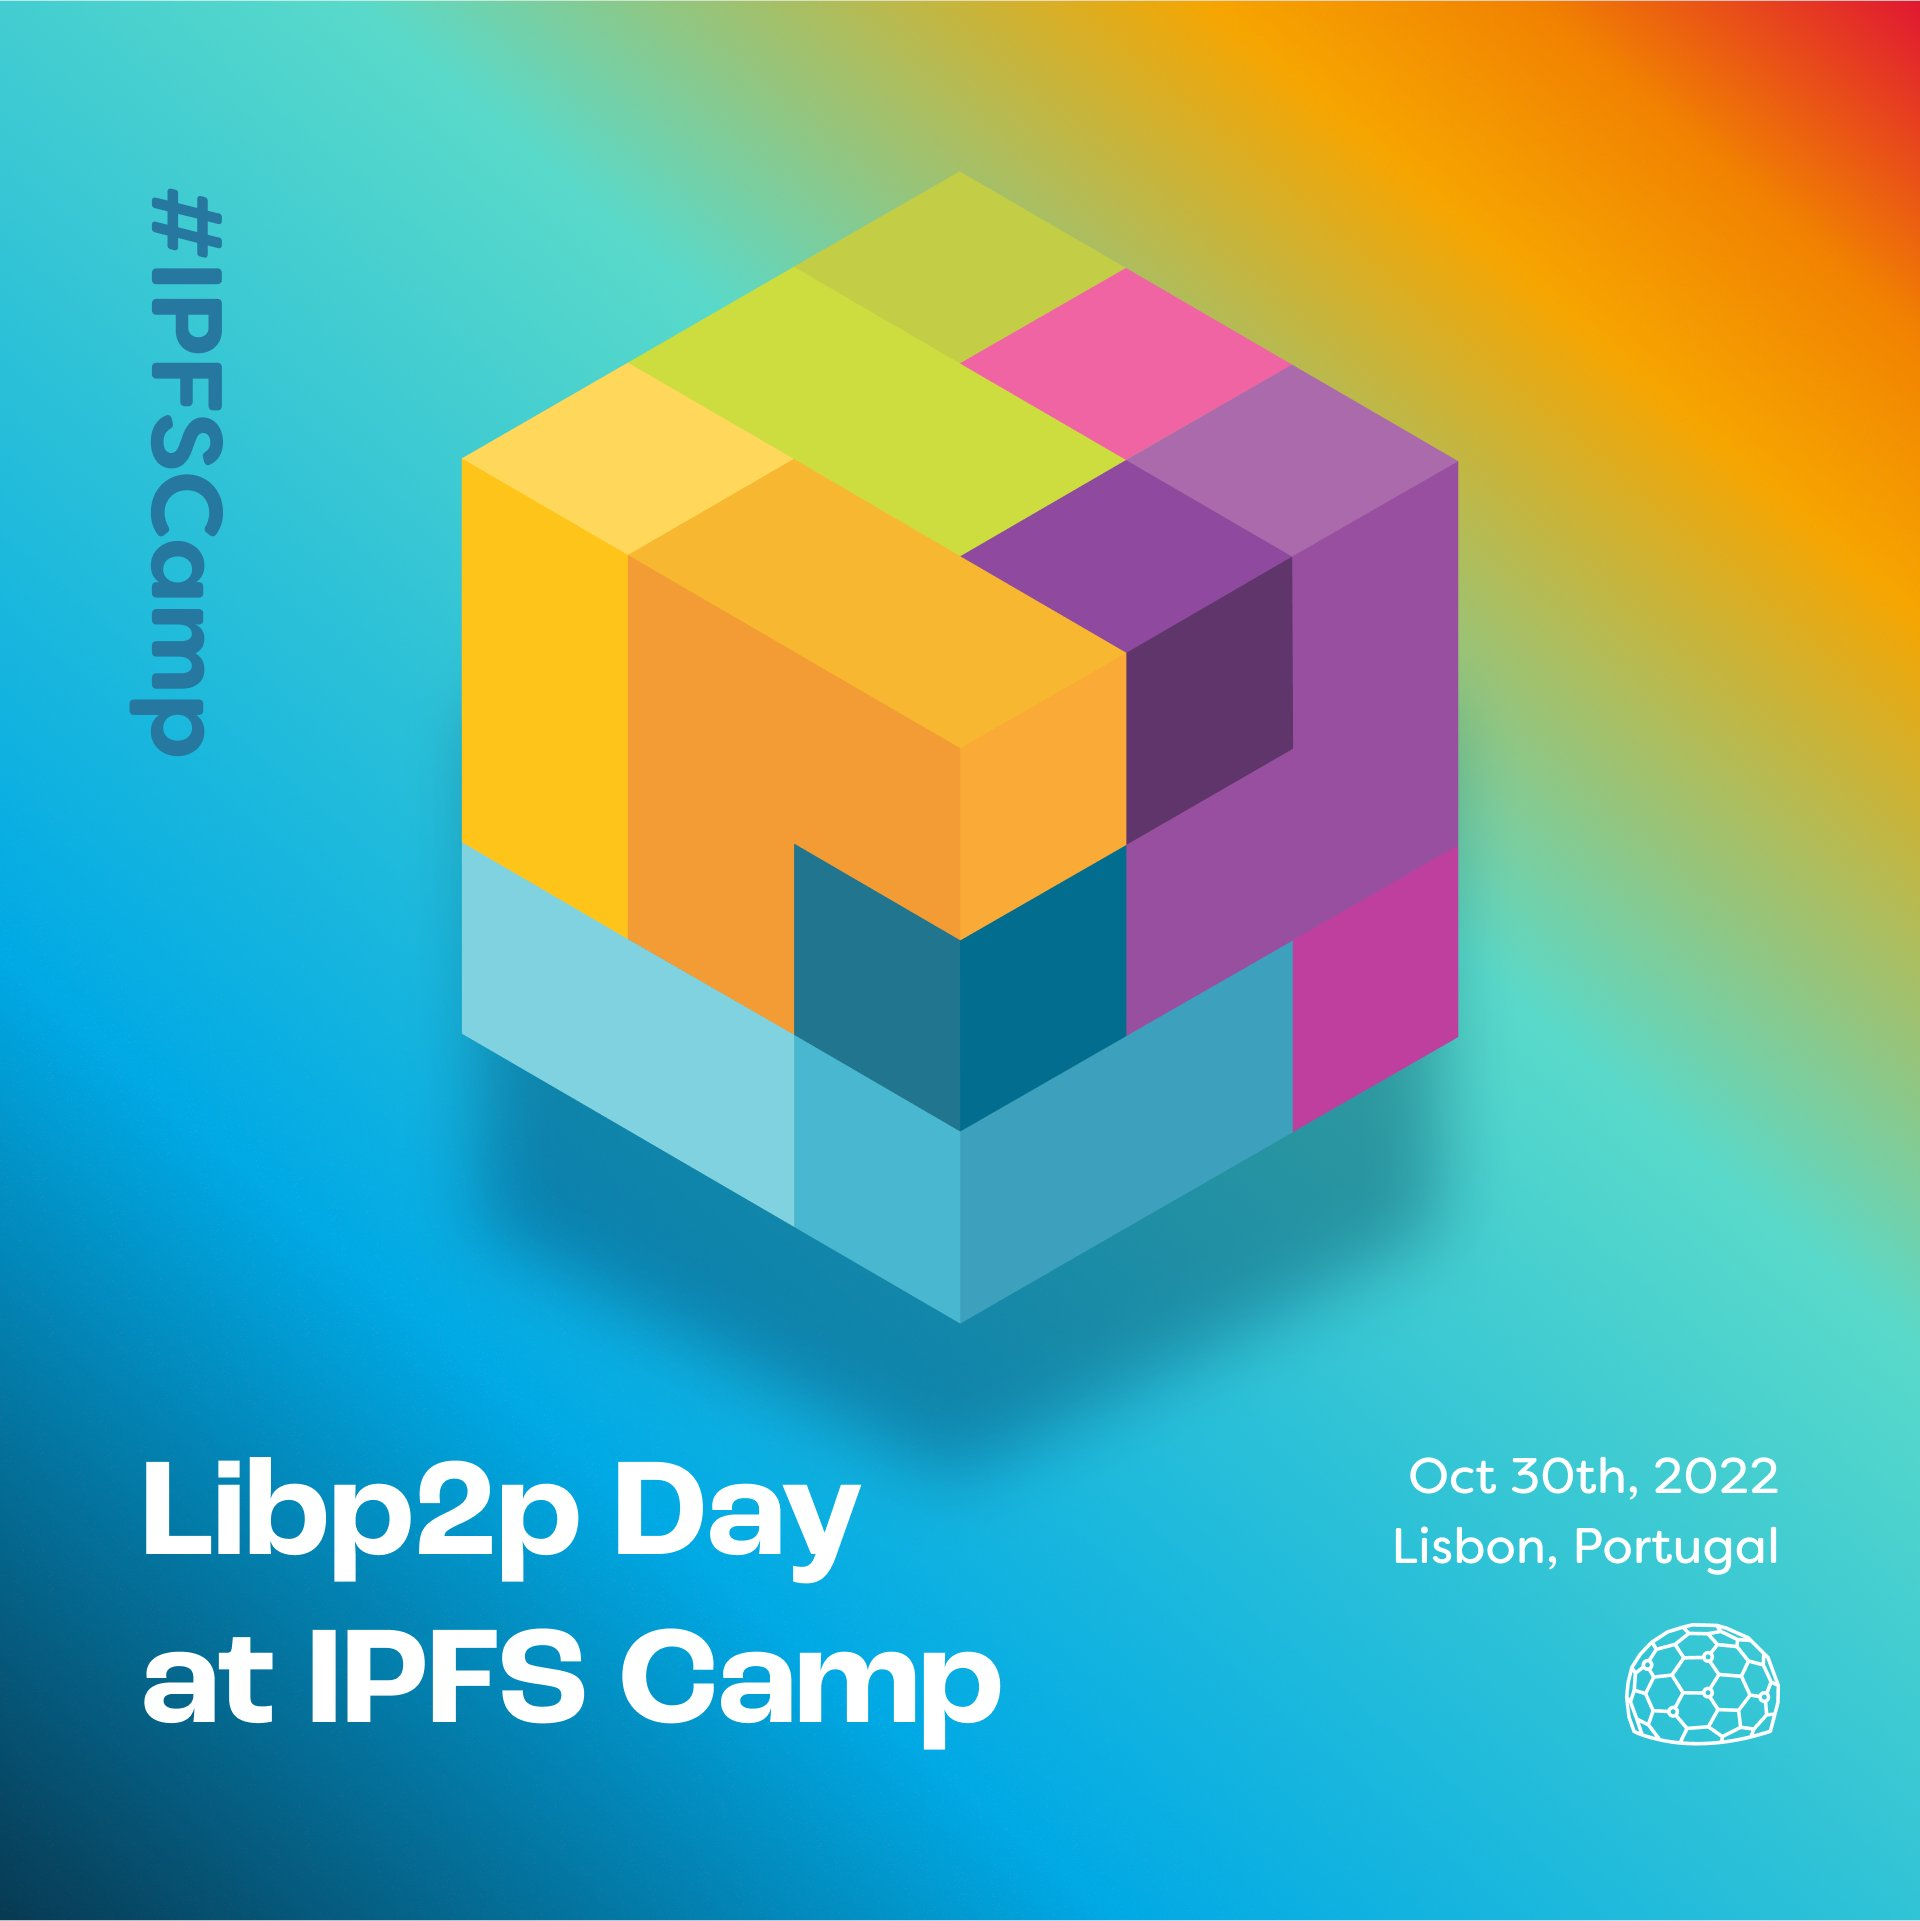 #IPFSCamp
Libp2p Day
at IPFS Camp
Oct 30th, 2022
Lisbon, Portugal